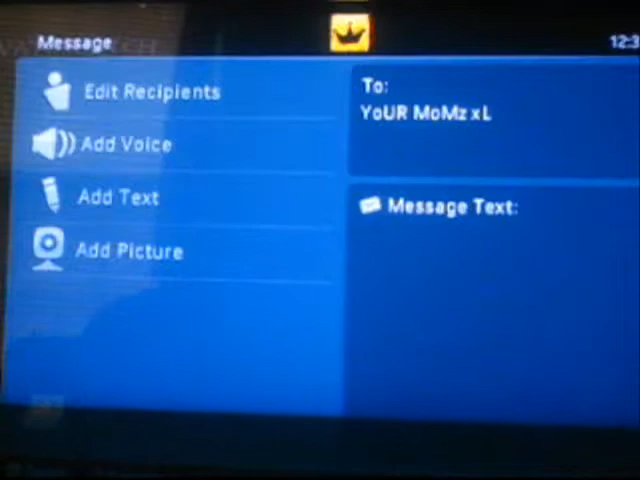 Message
12:3
Edit Recipients
Add Voice
Add Text
Add Picture
To:
YoUR MoMz xL
Message Text: